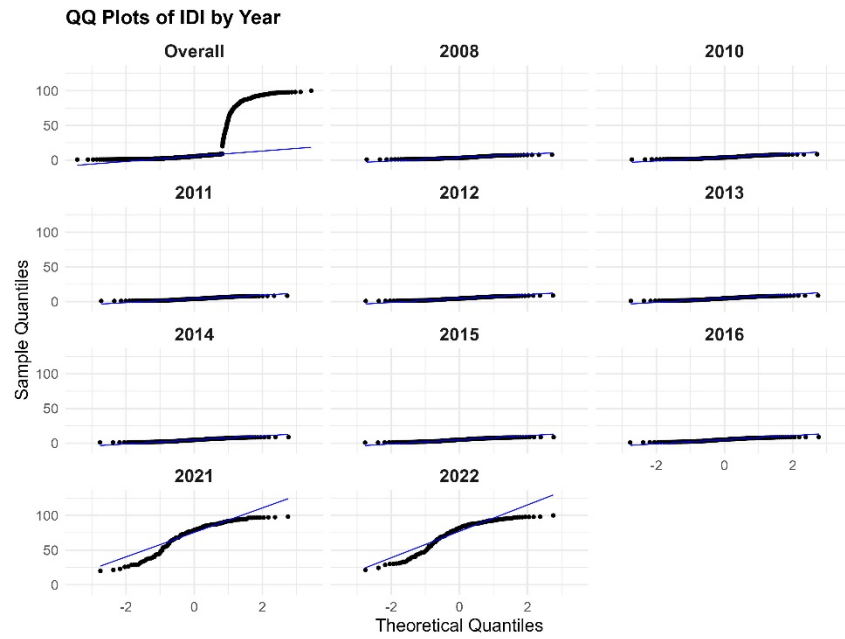 QQ Plots of IDI by Year
Overall 2008 2010
100
50
0
2011 2012 2013
100
50
0
2014 2015 2016
100
50
0
-2 0 2
2021 2022
100
50
0
-2 0 2 -2 0 2
Sample Quantiles
Theoretical Quantiles